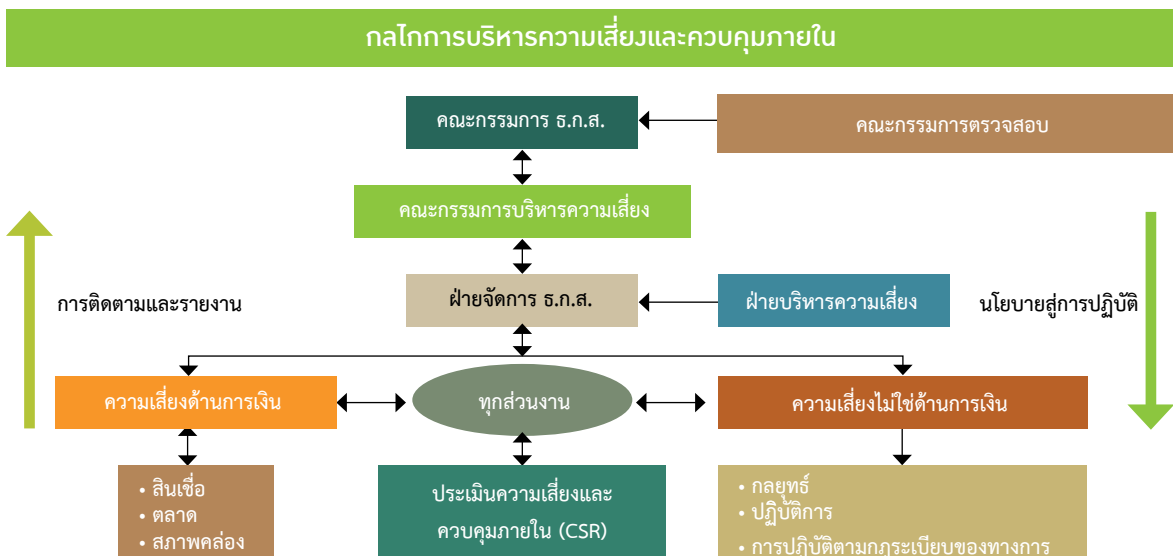 กลไกการบริหารความเสี่ยงและควบคุมภายใน
คณะกรรมการ ธ.ก.ส.
คณะกรรมการตรวจสอบ
คณะกรรมการบริหารความเสี่ยง
การติดตามและรายงาน
ฝ่ายจัดการ ธ.ก.ส.
ฝ่ายบริหารความเสี่ยง
นโยบายสู่การปฏิบัติ
ความเสี่ยงด้านการเงิน
ทุกส่วนงาน
ความเสี่ยงไม่ใช่ด้านการเงิน
• สินเชื่อ
• ตลาด
• สภาพคล่อง
ประเมินความเสี่ยงและ
ควบคุมภายใน (CSR)
• กลยุทธ์
• ปฏิบัติการ
• การปฏิบัติตามกฎระเบียบของทางการ